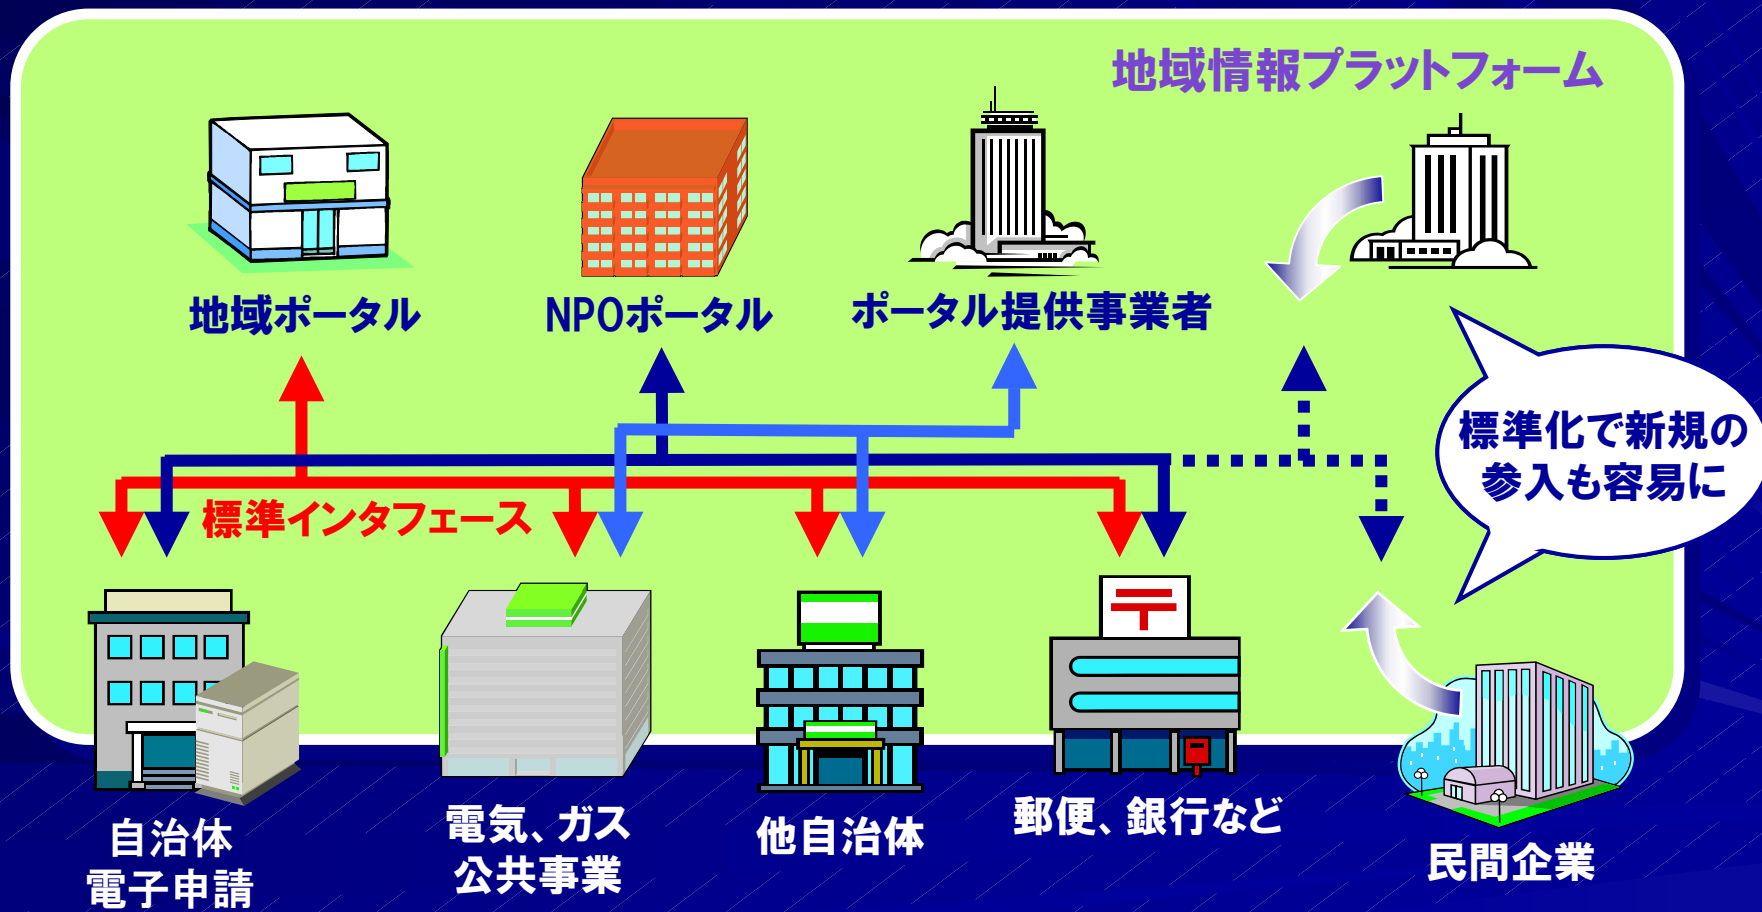 地域情報プラットフォーム
地域ポータル
NPOポータル
ポータル提供事業者
標準化で新規の
参入も容易に
標準インタフェース
〒
自治体
電子申請
電気、ガス
公共事業
他自治体
郵便、銀行など
民間企業